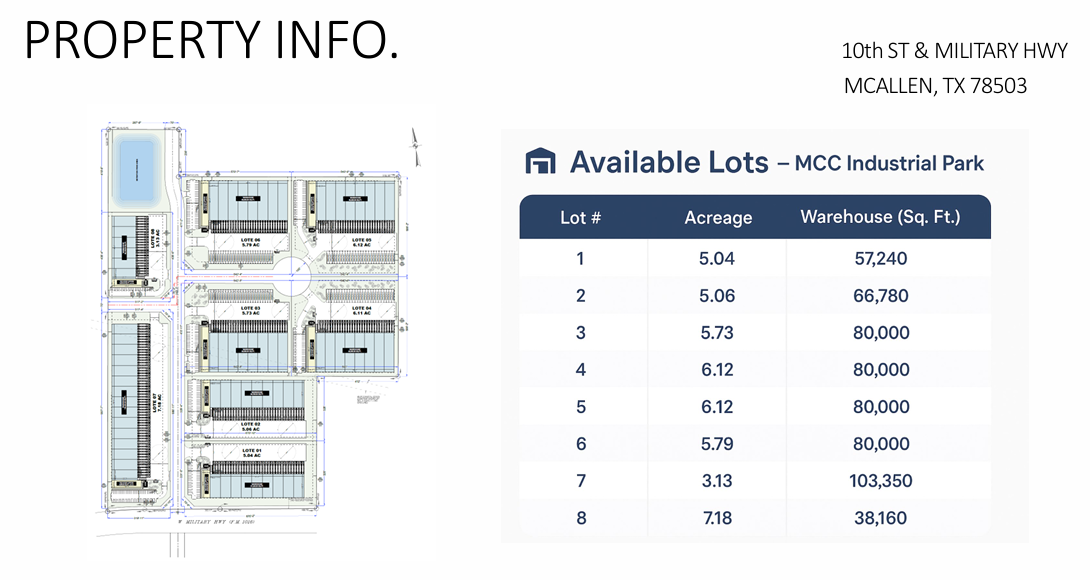 PROPERTY INFO.
10th ST & MILITARY HWY
MCALLEN, TX 78503
LOTE 08
3.13 AC
LOTE 06
5.79 AC
LOTE 05
6.12 AC
LOTE 03
5.73 AC
LOTE 04
6.11 AC
LOTE 07
7.18 AC
LOTE 02
5.06 AC
LOTE 01
5.04 AC
W MILITARY HWY (F.M. 1016)
Available Lots – MCC Industrial Park
Lot # Acreage Warehouse (Sq. Ft.)
1 5.04 57,240
2 5.06 66,780
3 5.73 80,000
4 6.12 80,000
5 6.12 80,000
6 5.79 80,000
7 3.13 103,350
8 7.18 38,160